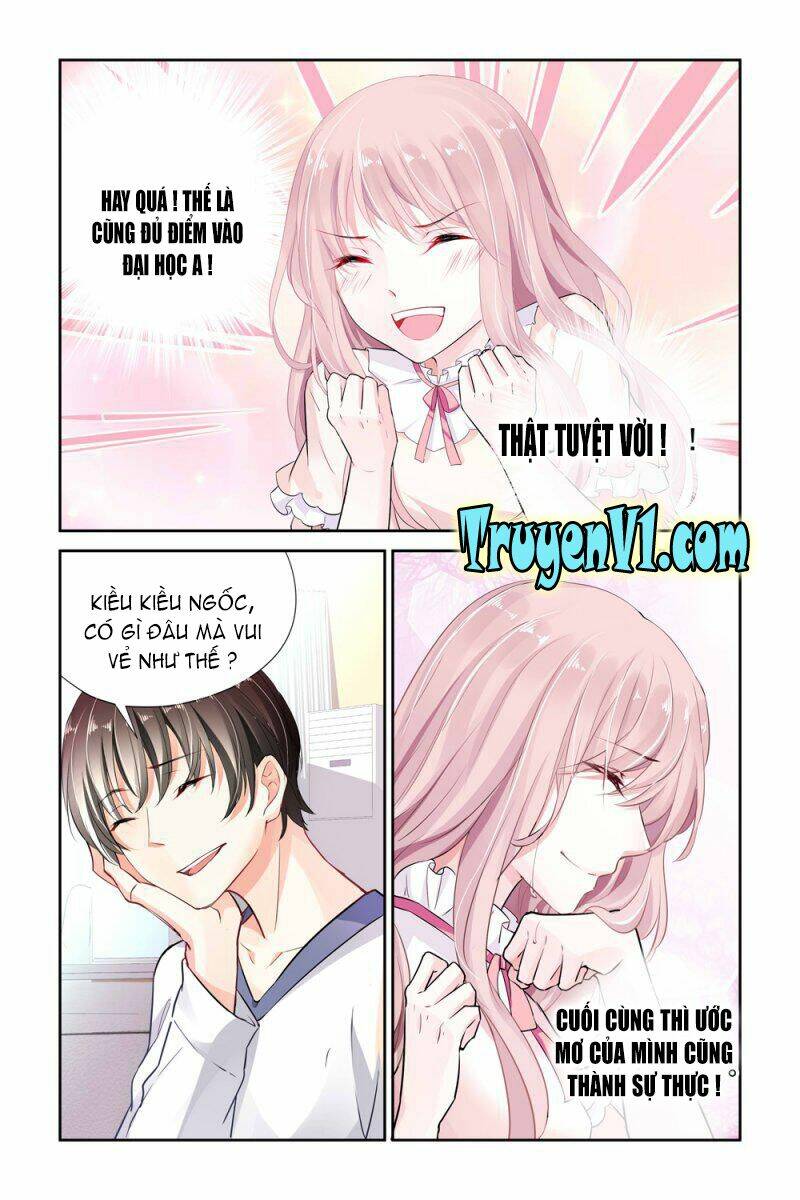 HAY QUÁ ! THẾ LÀ
CŨNG ĐỦ ĐIỂM VÀO
ĐẠI HỌC A !
THẬT TUYỆT VỜI ! !
TruyenV1.com
KIỀU KIỀU NGỐC,
CÓ GÌ ĐÂU MÀ VUI
VẺ NHƯ THẾ ?
CUỐI CÙNG THÌ ƯỚC
MƠ CỦA MÌNH CŨNG
THÀNH SỰ THỰC !